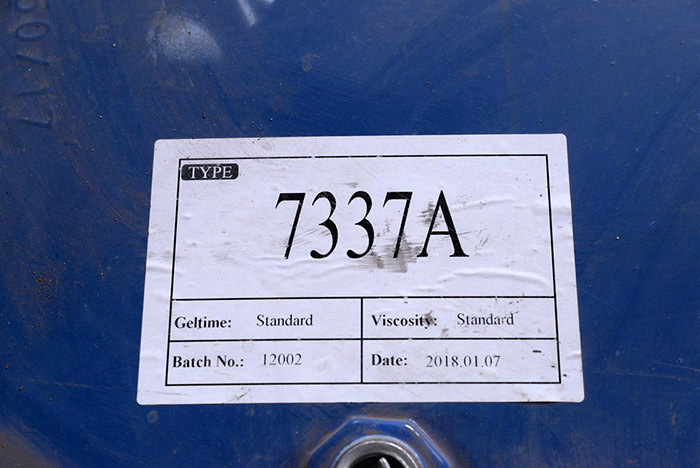 TYPE
7337A
Geltime: Standard Viscosity: Standard
Batch No.: 12002 Date: 2018.01.07